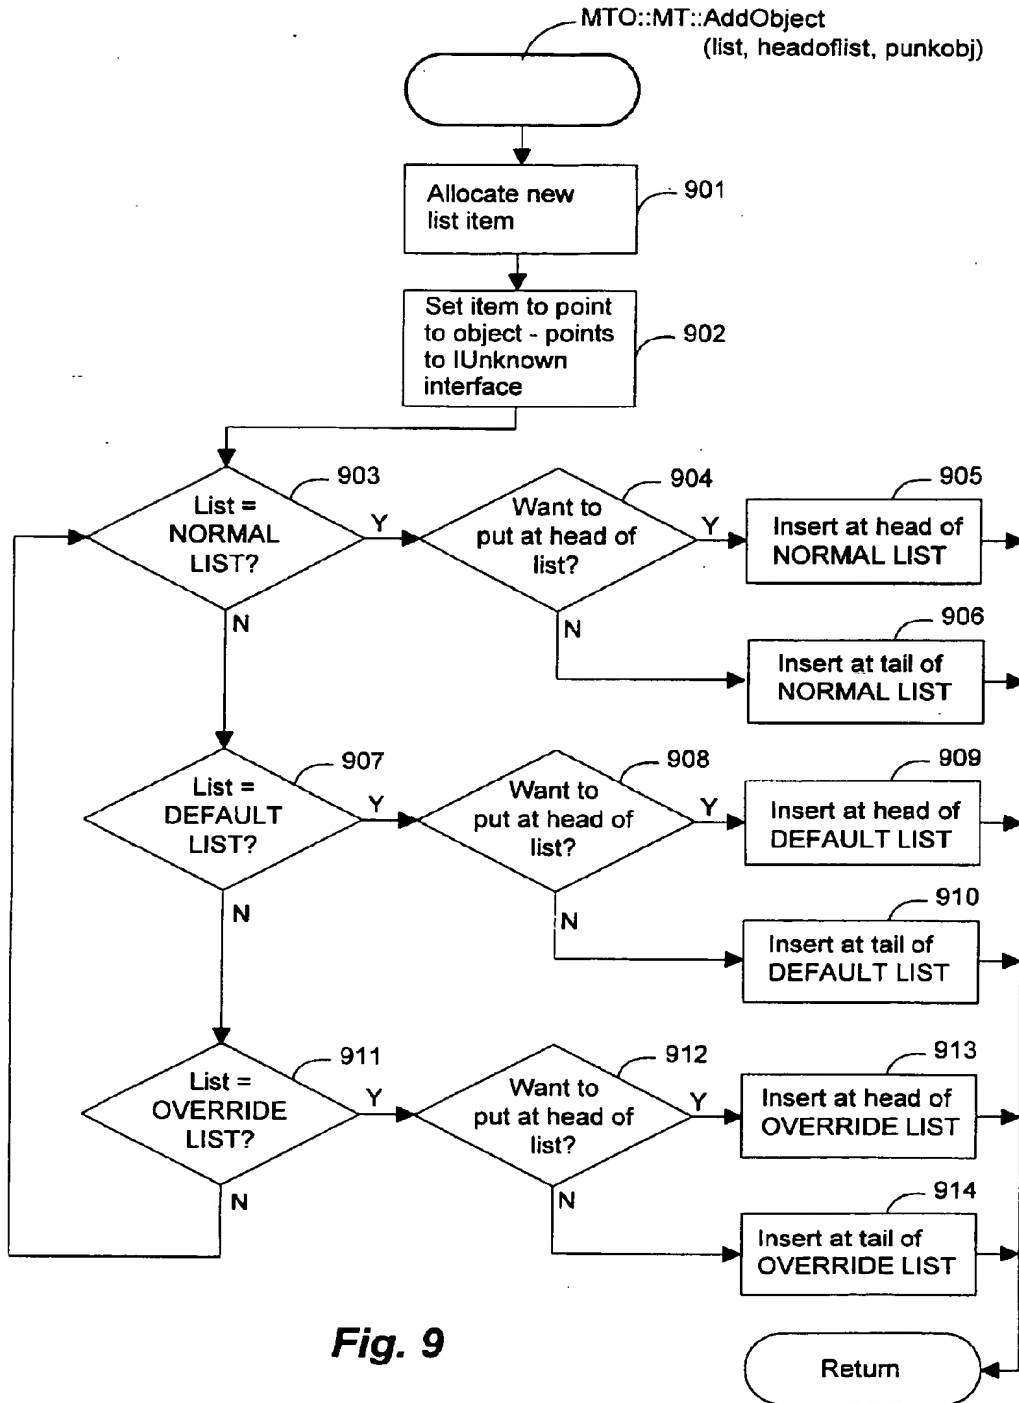 MTO::MT::AddObject
(list, headoflist, punkobj)
Allocate new
list item
901
Set item to point
to object - points
to IUnknown
interface
902
List =
NORMAL
LIST?
903
Y
N
Want to
put at head of
list?
904
Y
N
Insert at head of
NORMAL LIST
905
Insert at tail of
NORMAL LIST
906
List =
DEFAULT
LIST?
907
Y
N
Want to
put at head of
list?
908
Y
N
Insert at head of
DEFAULT LIST
909
Insert at tail of
DEFAULT LIST
910
List =
OVERRIDE
LIST?
911
Y
N
Want to
put at head of
list?
912
Y
N
Insert at head of
OVERRIDE LIST
913
Insert at tail of
OVERRIDE LIST
914
Return
Fig. 9